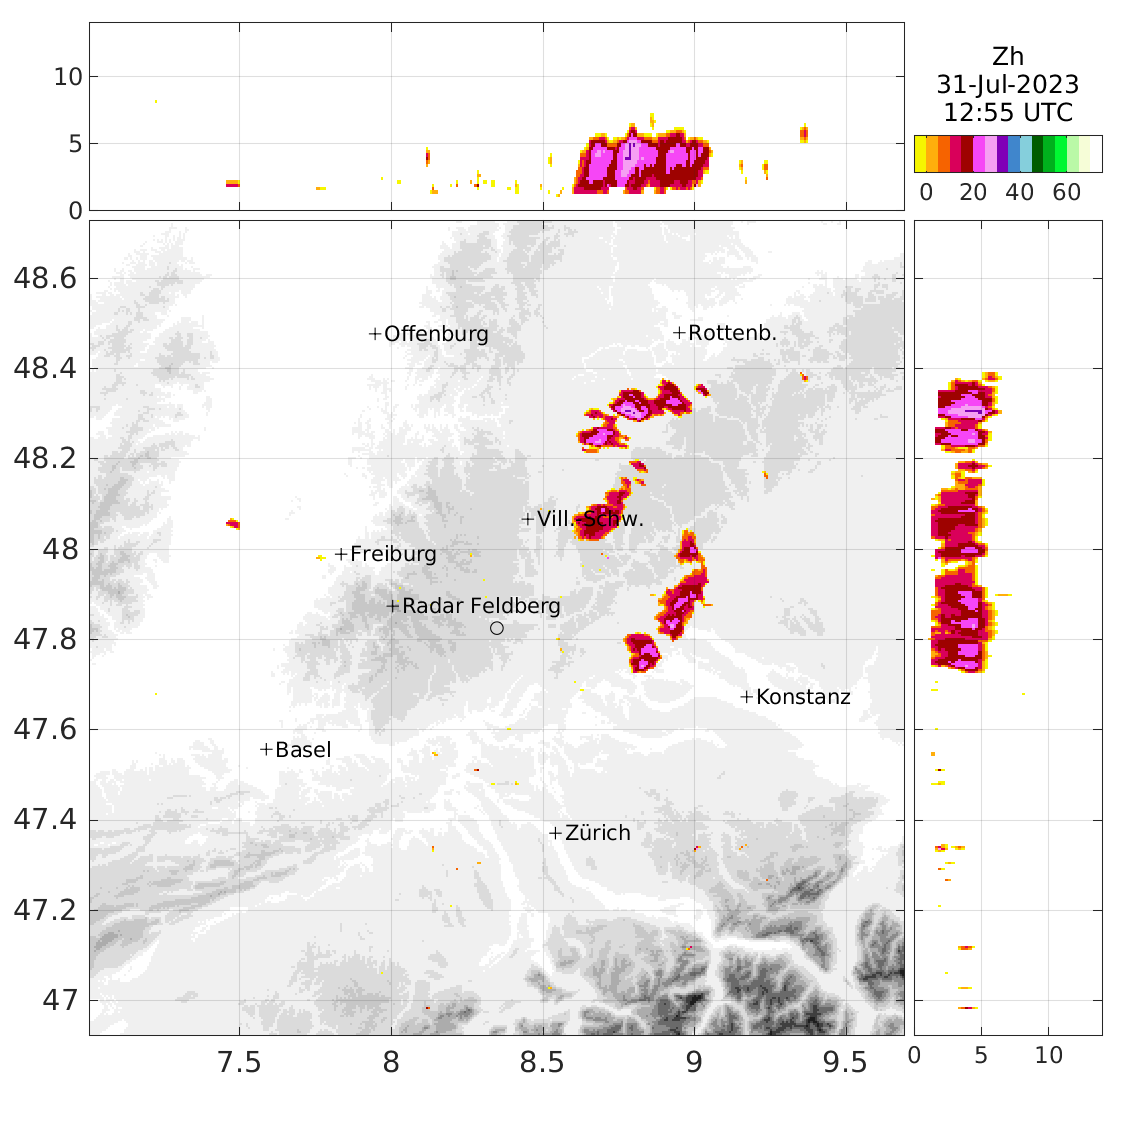 10
5
0
Zh
31-Jul-2023
12:55 UTC
0 20 40 60
48.6
48.4
48.2
48
47.8
47.6
47.4
47.2
47
Offenburg
Rottenb.
Vill.-Schw.
Freiburg
Radar Feldberg
Konstanz
Basel
Zürich
7.5 8 8.5 9 9.5
0 5 10